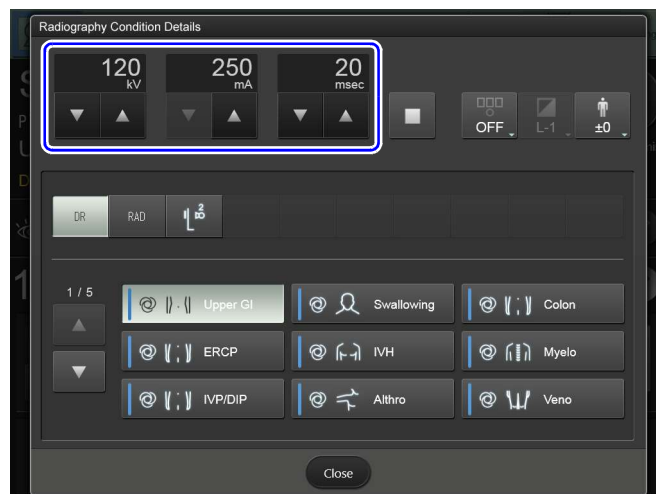 Radiography Condition Details
120 250 20
kV mA msec
OFF L-1 ±0
DR RAD
1 / 5
Upper GI Swallowing Colon
ERCP IVH Myelo
IVP/DIP Althro Veno
Close